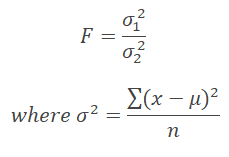 F = σ₁² / σ₂²
where σ² = ∑(x − μ)² / n